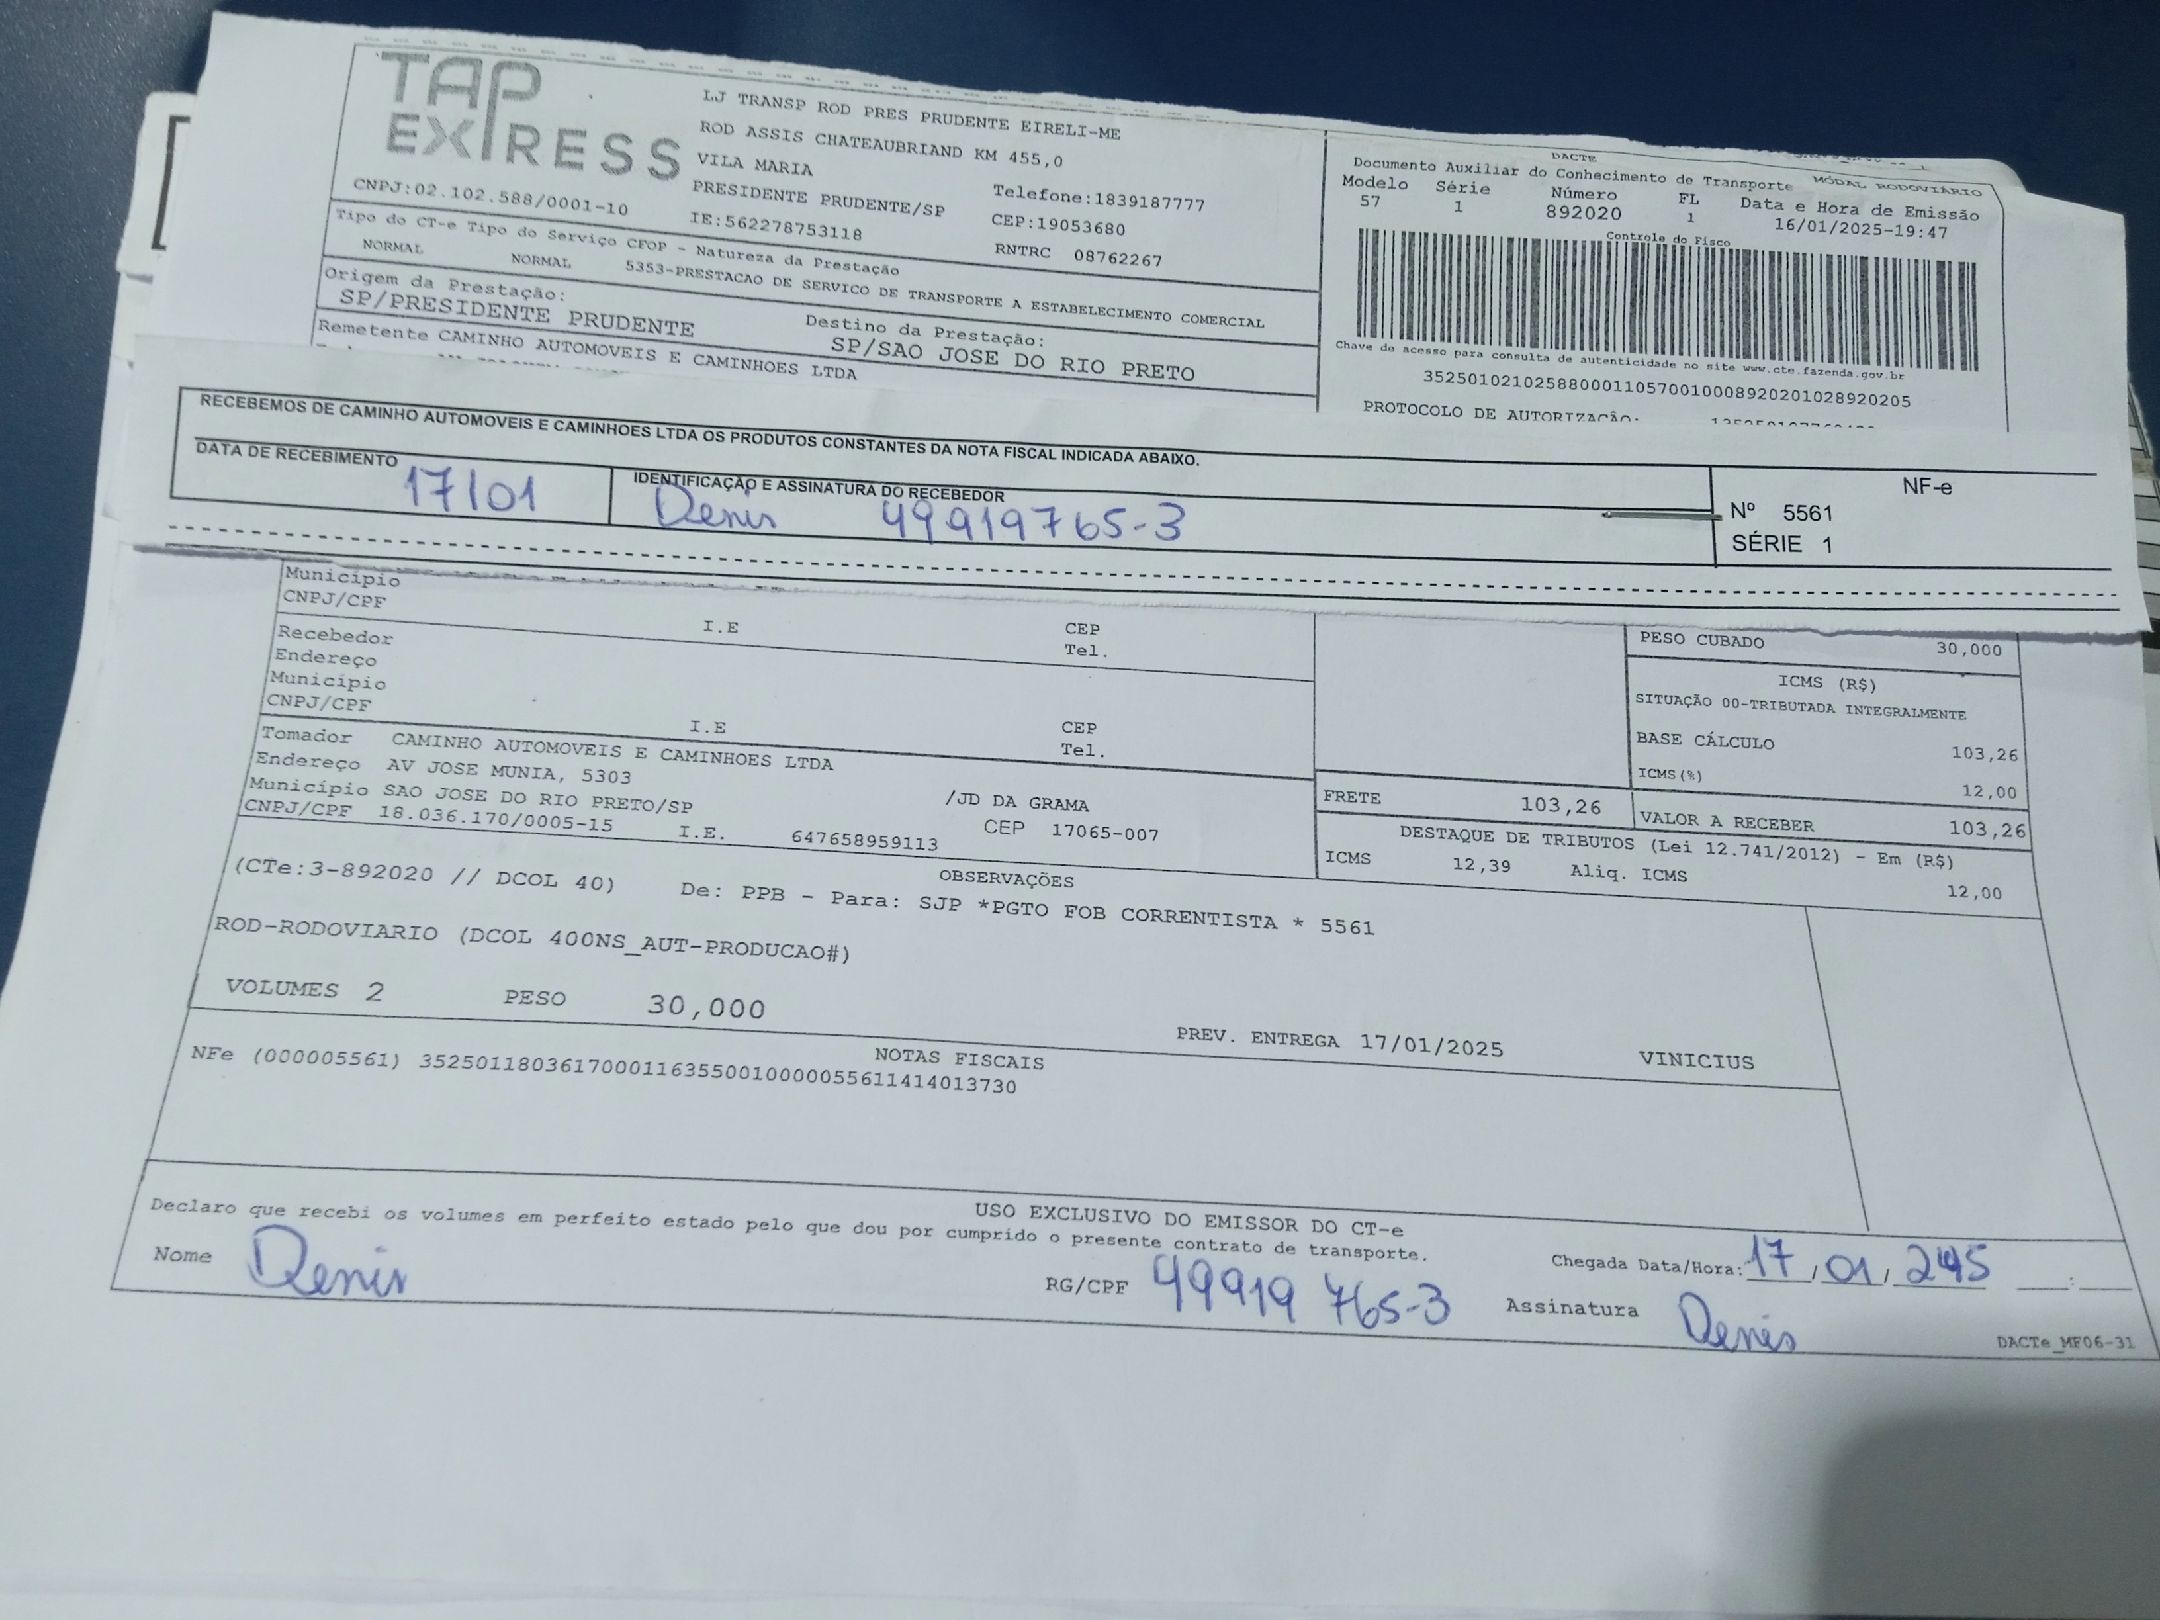 TAP
EXPRESS
LJ TRANSP ROD PRES PRUDENTE EIRELI-ME
ROD ASSIS CHATEAUBRIAND KM 455,0
VILA MARIA
PRESIDENTE PRUDENTE/SP Telefone:1839187777
CNPJ:02.102.588/0001-10 IE:562278753118 CEP:19053680
RNTRC 08762267
DACTE MODAL RODOVIÁRIO
Documento Auxiliar do Conhecimento de Transporte
Modelo Série Número FL Data e Hora de Emissão
57 1 892020 1 16/01/2025-19:47
Controle do Fisco
Tipo do CT-e Tipo do Serviço CFOP - Natureza da Prestação
NORMAL NORMAL 5353-PRESTACAO DE SERVICO DE TRANSPORTE A ESTABELECIMENTO COMERCIAL
Origem da Prestação: Destino da Prestação:
SP/PRESIDENTE PRUDENTE SP/SAO JOSE DO RIO PRETO
Remetente CAMINHO AUTOMOVEIS E CAMINHOES LTDA
Chave de acesso para consulta de autenticidade no site www.cte.fazenda.gov.br
35250102102588000110570010008920201028920205
PROTOCOLO DE AUTORIZAÇÃO:
RECEBEMOS DE CAMINHO AUTOMOVEIS E CAMINHOES LTDA OS PRODUTOS CONSTANTES DA NOTA FISCAL INDICADA ABAIXO.
DATA DE RECEBIMENTO IDENTIFICAÇÃO E ASSINATURA DO RECEBEDOR
17/01 Denis 49919765-3
NF-e
Nº 5561
SÉRIE 1
Município
CNPJ/CPF I.E CEP
Recebedor Tel.
Endereço
Município
CNPJ/CPF I.E CEP
Tel.
PESO CUBADO 30,000
ICMS (R$)
SITUAÇÃO 00-TRIBUTADA INTEGRALMENTE
BASE CÁLCULO 103,26
ICMS(%) 12,00
Tomador CAMINHO AUTOMOVEIS E CAMINHOES LTDA
Endereço AV JOSE MUNIA, 5303 /JD DA GRAMA
Município SAO JOSE DO RIO PRETO/SP CEP 17065-007
CNPJ/CPF 18.036.170/0005-15 I.E. 647658959113
FRETE 103,26 VALOR A RECEBER 103,26
DESTAQUE DE TRIBUTOS (Lei 12.741/2012) - Em (R$)
ICMS 12,39 Aliq. ICMS 12,00
OBSERVAÇÕES
(CTe:3-892020 // DCOL 40) De: PPB - Para: SJP *PGTO FOB CORRENTISTA * 5561
ROD-RODOVIARIO (DCOL 400NS_AUT-PRODUCAO#)
VOLUMES 2 PESO 30,000 PREV. ENTREGA 17/01/2025 VINICIUS
NOTAS FISCAIS
NFe (000005561) 35250118036170001163550010000055611414013730
USO EXCLUSIVO DO EMISSOR DO CT-e
Declaro que recebi os volumes em perfeito estado pelo que dou por cumprido o presente contrato de transporte.
Chegada Data/Hora: 17/01/
Nome Denis RG/CPF 49919765-3 Assinatura Denis
DACTe_MF06-31